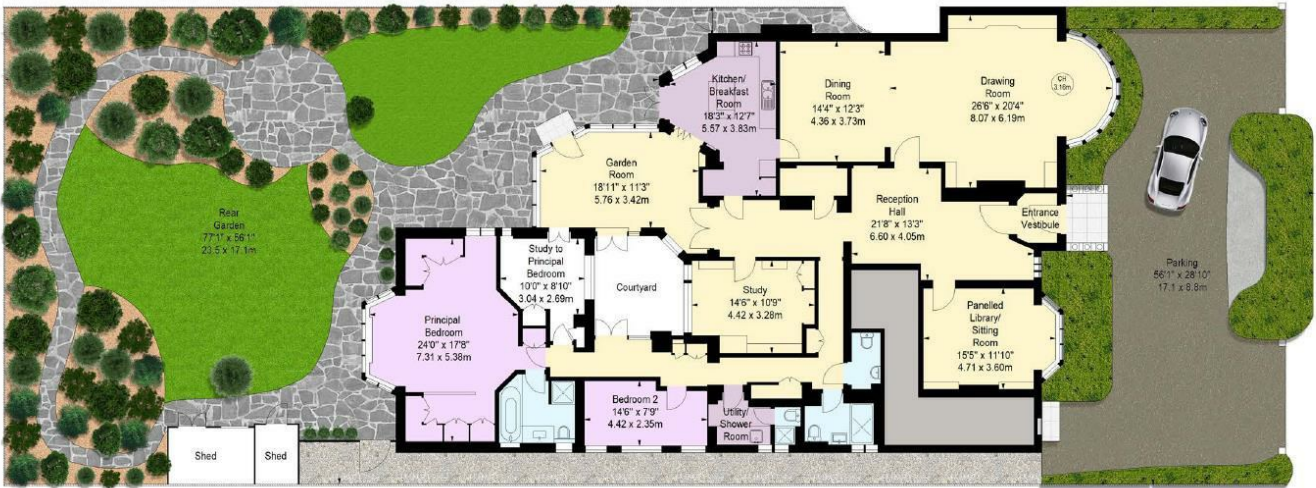 Kitchen/
Breakfast
Room
18'3" x 12'7"
5.57 x 3.83m
Dining
Room
14'4" x 12'3"
4.36 x 3.73m
Drawing
Room
26'6" x 20'4"
8.07 x 6.19m
CH
3.16m
Garden
Room
18'11" x 11'3"
5.76 x 3.42m
Reception
Hall
21'8" x 13'3"
6.60 x 4.05m
Entrance
Vestibule
Rear
Garden
77'1" x 56'1"
23.5 x 17.1m
Study to
Principal
Bedroom
10'0" x 8'10"
3.04 x 2.69m
Courtyard
Study
14'6" x 10'9"
4.42 x 3.28m
Parking
56'1" x 28'10"
17.1 x 8.8m
Principal
Bedroom
24'0" x 17'8"
7.31 x 5.38m
Panelled
Library/
Sitting
Room
15'5" x 11'10"
4.71 x 3.60m
Bedroom 2
14'6" x 7'9"
4.42 x 2.35m
Utility/
Shower
Room
Shed
Shed